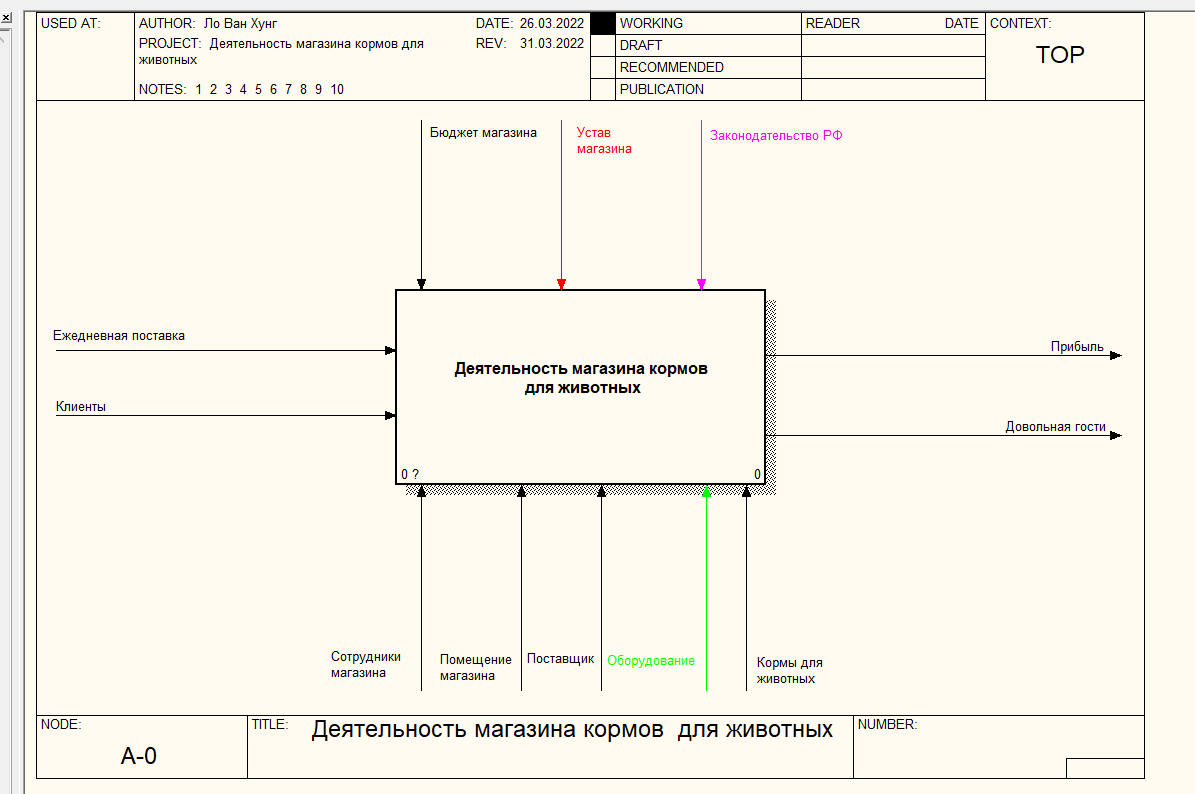 USED AT:
AUTHOR: Ло Ван Хунг
DATE: 26.03.2022
PROJECT: Деятельность магазина кормов для
животных
REV: 31.03.2022
NOTES: 1 2 3 4 5 6 7 8 9 10
WORKING
DRAFT
RECOMMENDED
PUBLICATION
READER
DATE
CONTEXT:
TOP
Бюджет магазина
Устав
магазина
Законодательство РФ
Ежедневная поставка
Клиенты
Деятельность магазина кормов
для животных
0 ?
0
Прибыль
Довольная гости
Сотрудники
магазина
Помещение
магазина
Поставщик
Оборудование
Кормы для
животных
NODE:
A-0
TITLE:
Деятельность магазина кормов для животных
NUMBER: